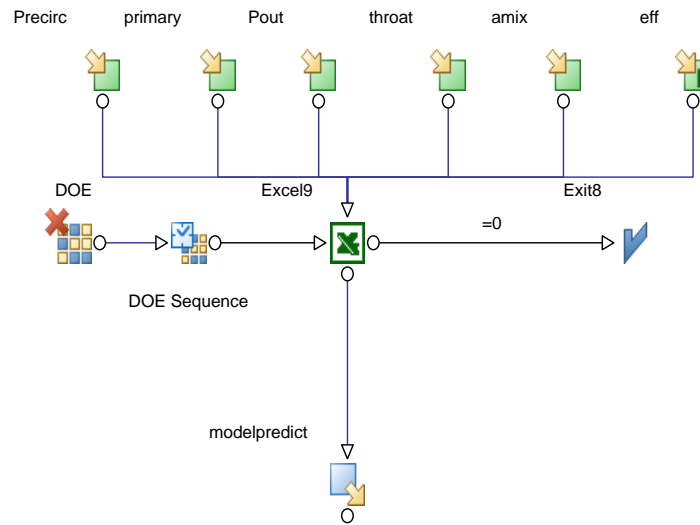 Precirc primary Pout throat amix eff
DOE Excel9 Exit8
=0
DOE Sequence
modelpredict